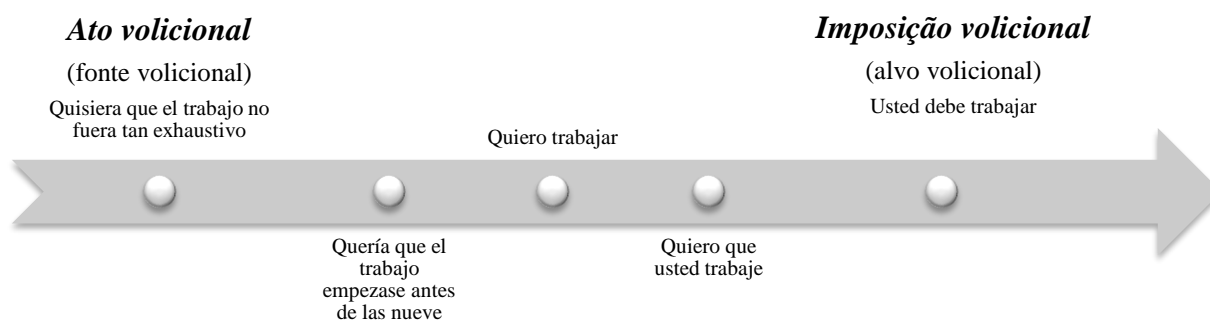 Ato volicional
(fonte volicional)
Quisiera que el trabajo no
fuera tan exhaustivo
Quería que el
trabajo
empezase antes
de las nueve
Quiero trabajar
Quiero que
usted trabaje
Imposição volicional
(alvo volicional)
Usted debe trabajar